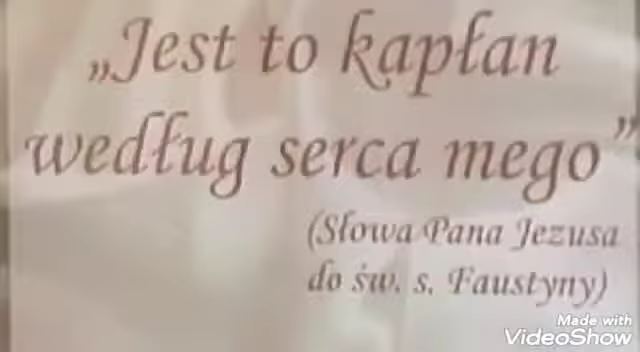 „Jest to kapłan
według serca mego”
(Słowa Pana Jezusa
do św. s. Faustyny)
Made with
VideoShow